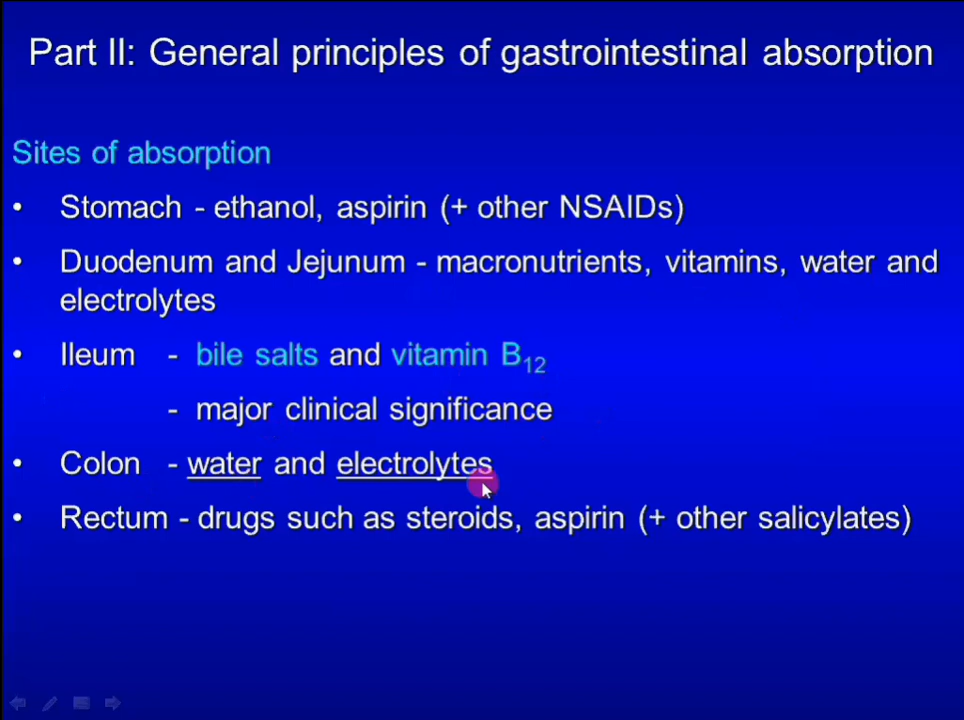 Part II: General principles of gastrointestinal absorption
Sites of absorption
• Stomach - ethanol, aspirin (+ other NSAIDs)
• Duodenum and Jejunum - macronutrients, vitamins, water and
electrolytes
• Ileum - bile salts and vitamin B₁₂
- major clinical significance
• Colon - water and electrolytes
• Rectum - drugs such as steroids, aspirin (+ other salicylates)